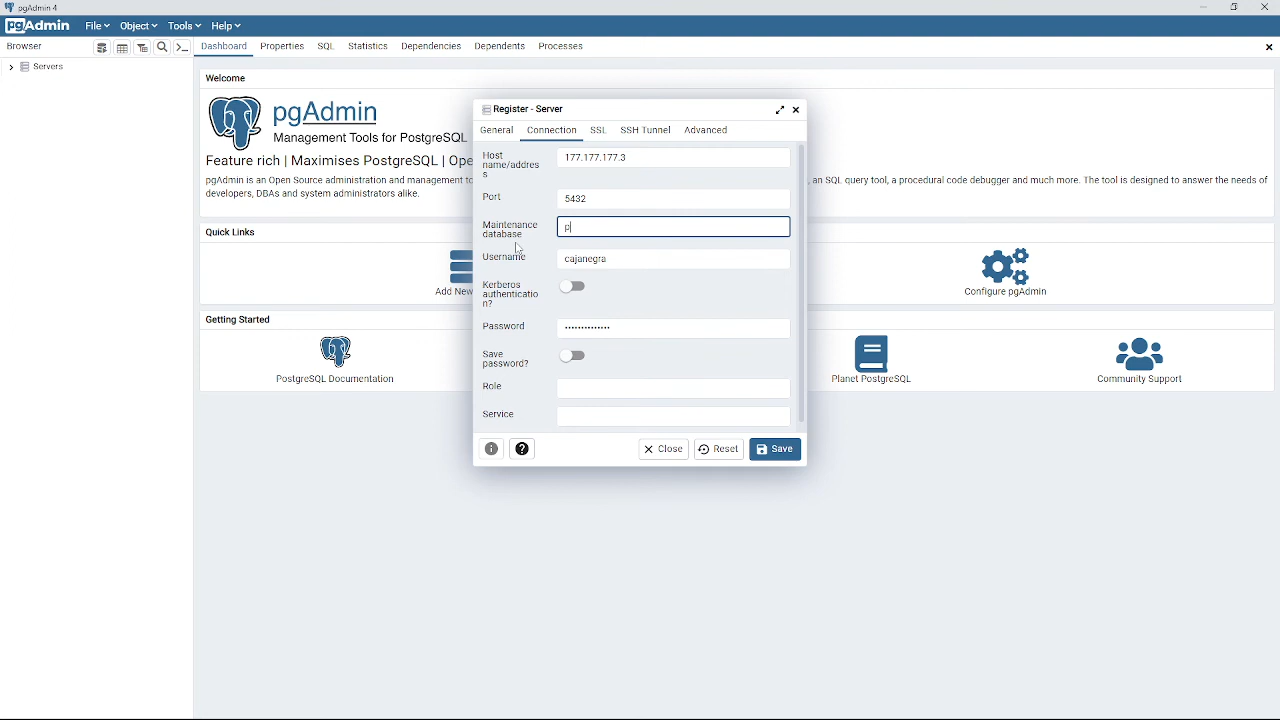 pgAdmin 4
pgAdmin File Object Tools Help
Browser
Dashboard Properties SQL Statistics Dependencies Dependents Processes
Servers
Welcome
pgAdmin
Management Tools for PostgreSQL
Feature rich | Maximises PostgreSQL | Ope
pgAdmin is an Open Source administration and management to
, an SQL query tool, a procedural code debugger and much more. The tool is designed to answer the needs of
developers, DBAs and system administrators alike.
Quick Links
Add New
Configure pgAdmin
Getting Started
PostgreSQL Documentation
Planet PostgreSQL
Community Support
Register - Server
General Connection SSL SSH Tunnel Advanced
Host
name/addres
s
177.177.177.3
Port
5432
Maintenance
database
p
Username
cajanegra
Kerberos
authenticatio
n?
Password
••••••••••••••
Save
password?
Role
Service
Close Reset Save